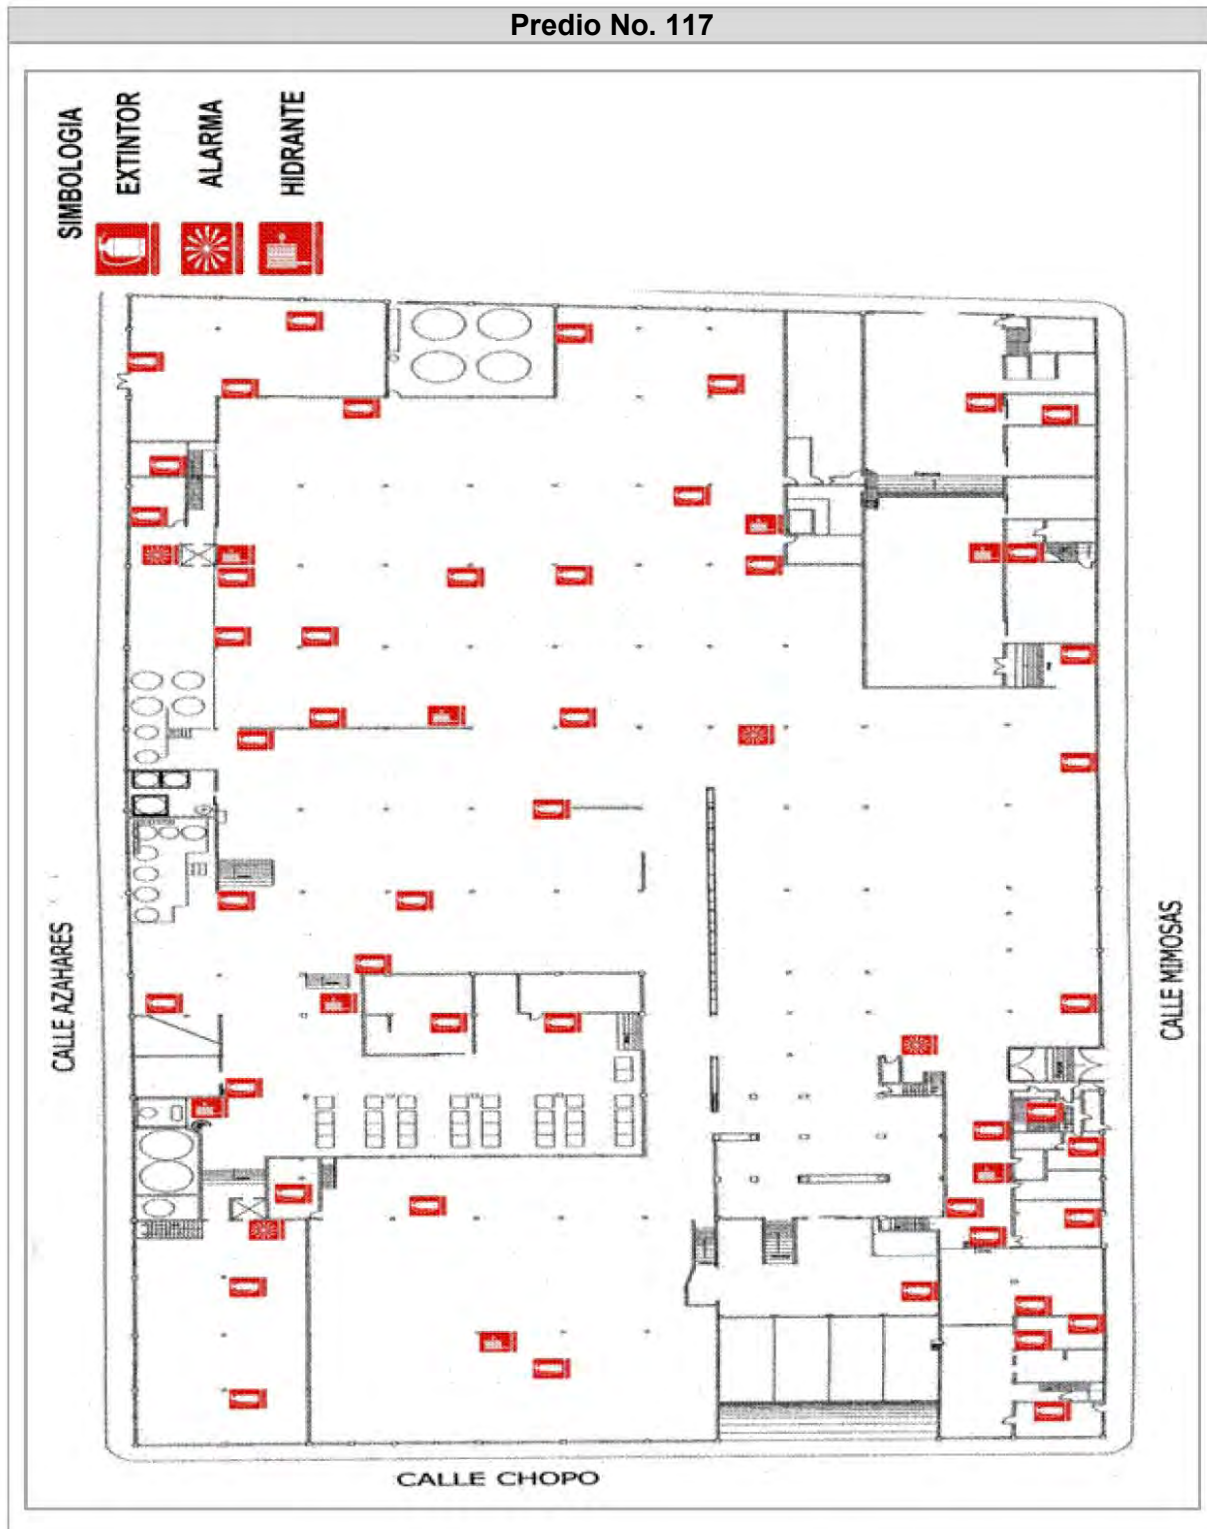 Predio No. 117
SIMBOLOGIA
EXTINTOR
ALARMA
HIDRANTE
CALLE AZAHARES
CALLE MIMOSAS
CALLE CHOPO